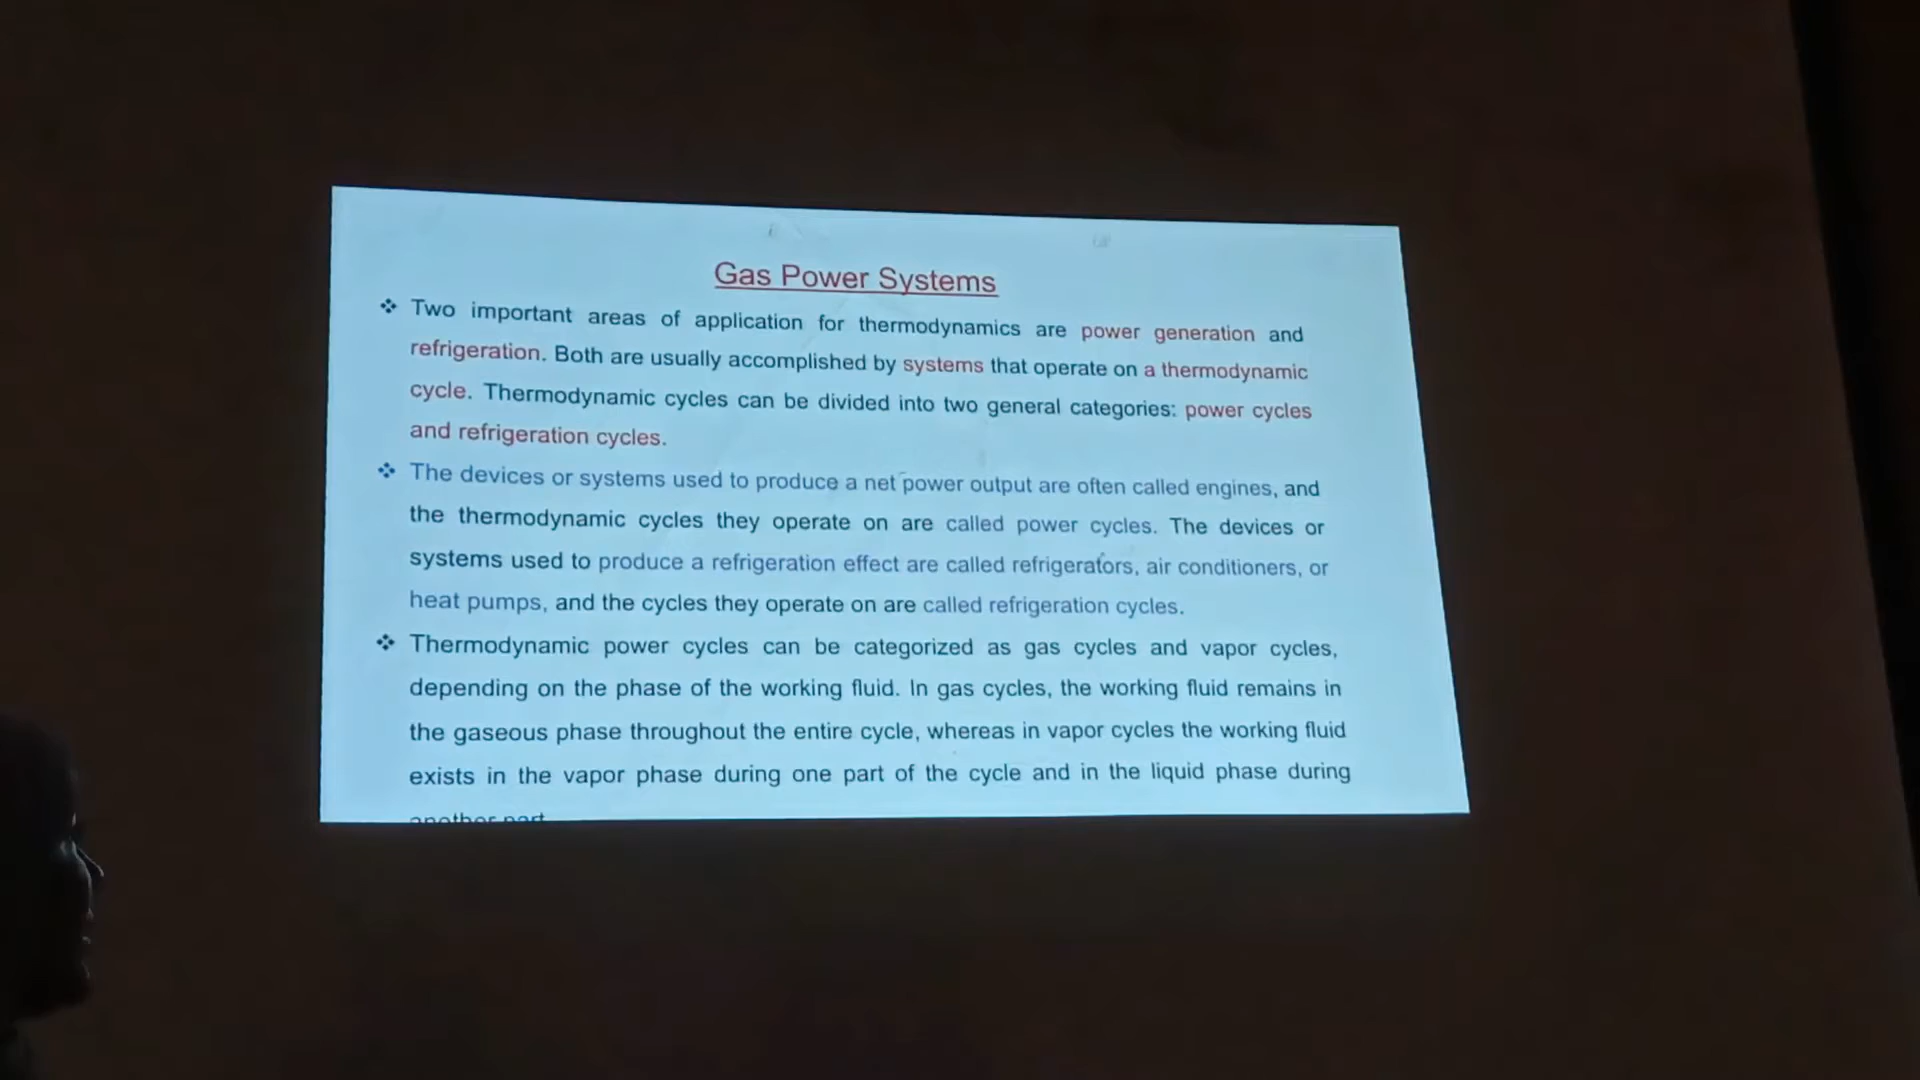 Gas Power Systems
❖ Two important areas of application for thermodynamics are power generation and
refrigeration. Both are usually accomplished by systems that operate on a thermodynamic
cycle. Thermodynamic cycles can be divided into two general categories: power cycles
and refrigeration cycles.
❖ The devices or systems used to produce a net power output are often called engines, and
the thermodynamic cycles they operate on are called power cycles. The devices or
systems used to produce a refrigeration effect are called refrigerators, air conditioners, or
heat pumps, and the cycles they operate on are called refrigeration cycles.
❖ Thermodynamic power cycles can be categorized as gas cycles and vapor cycles,
depending on the phase of the working fluid. In gas cycles, the working fluid remains in
the gaseous phase throughout the entire cycle, whereas in vapor cycles the working fluid
exists in the vapor phase during one part of the cycle and in the liquid phase during
another part